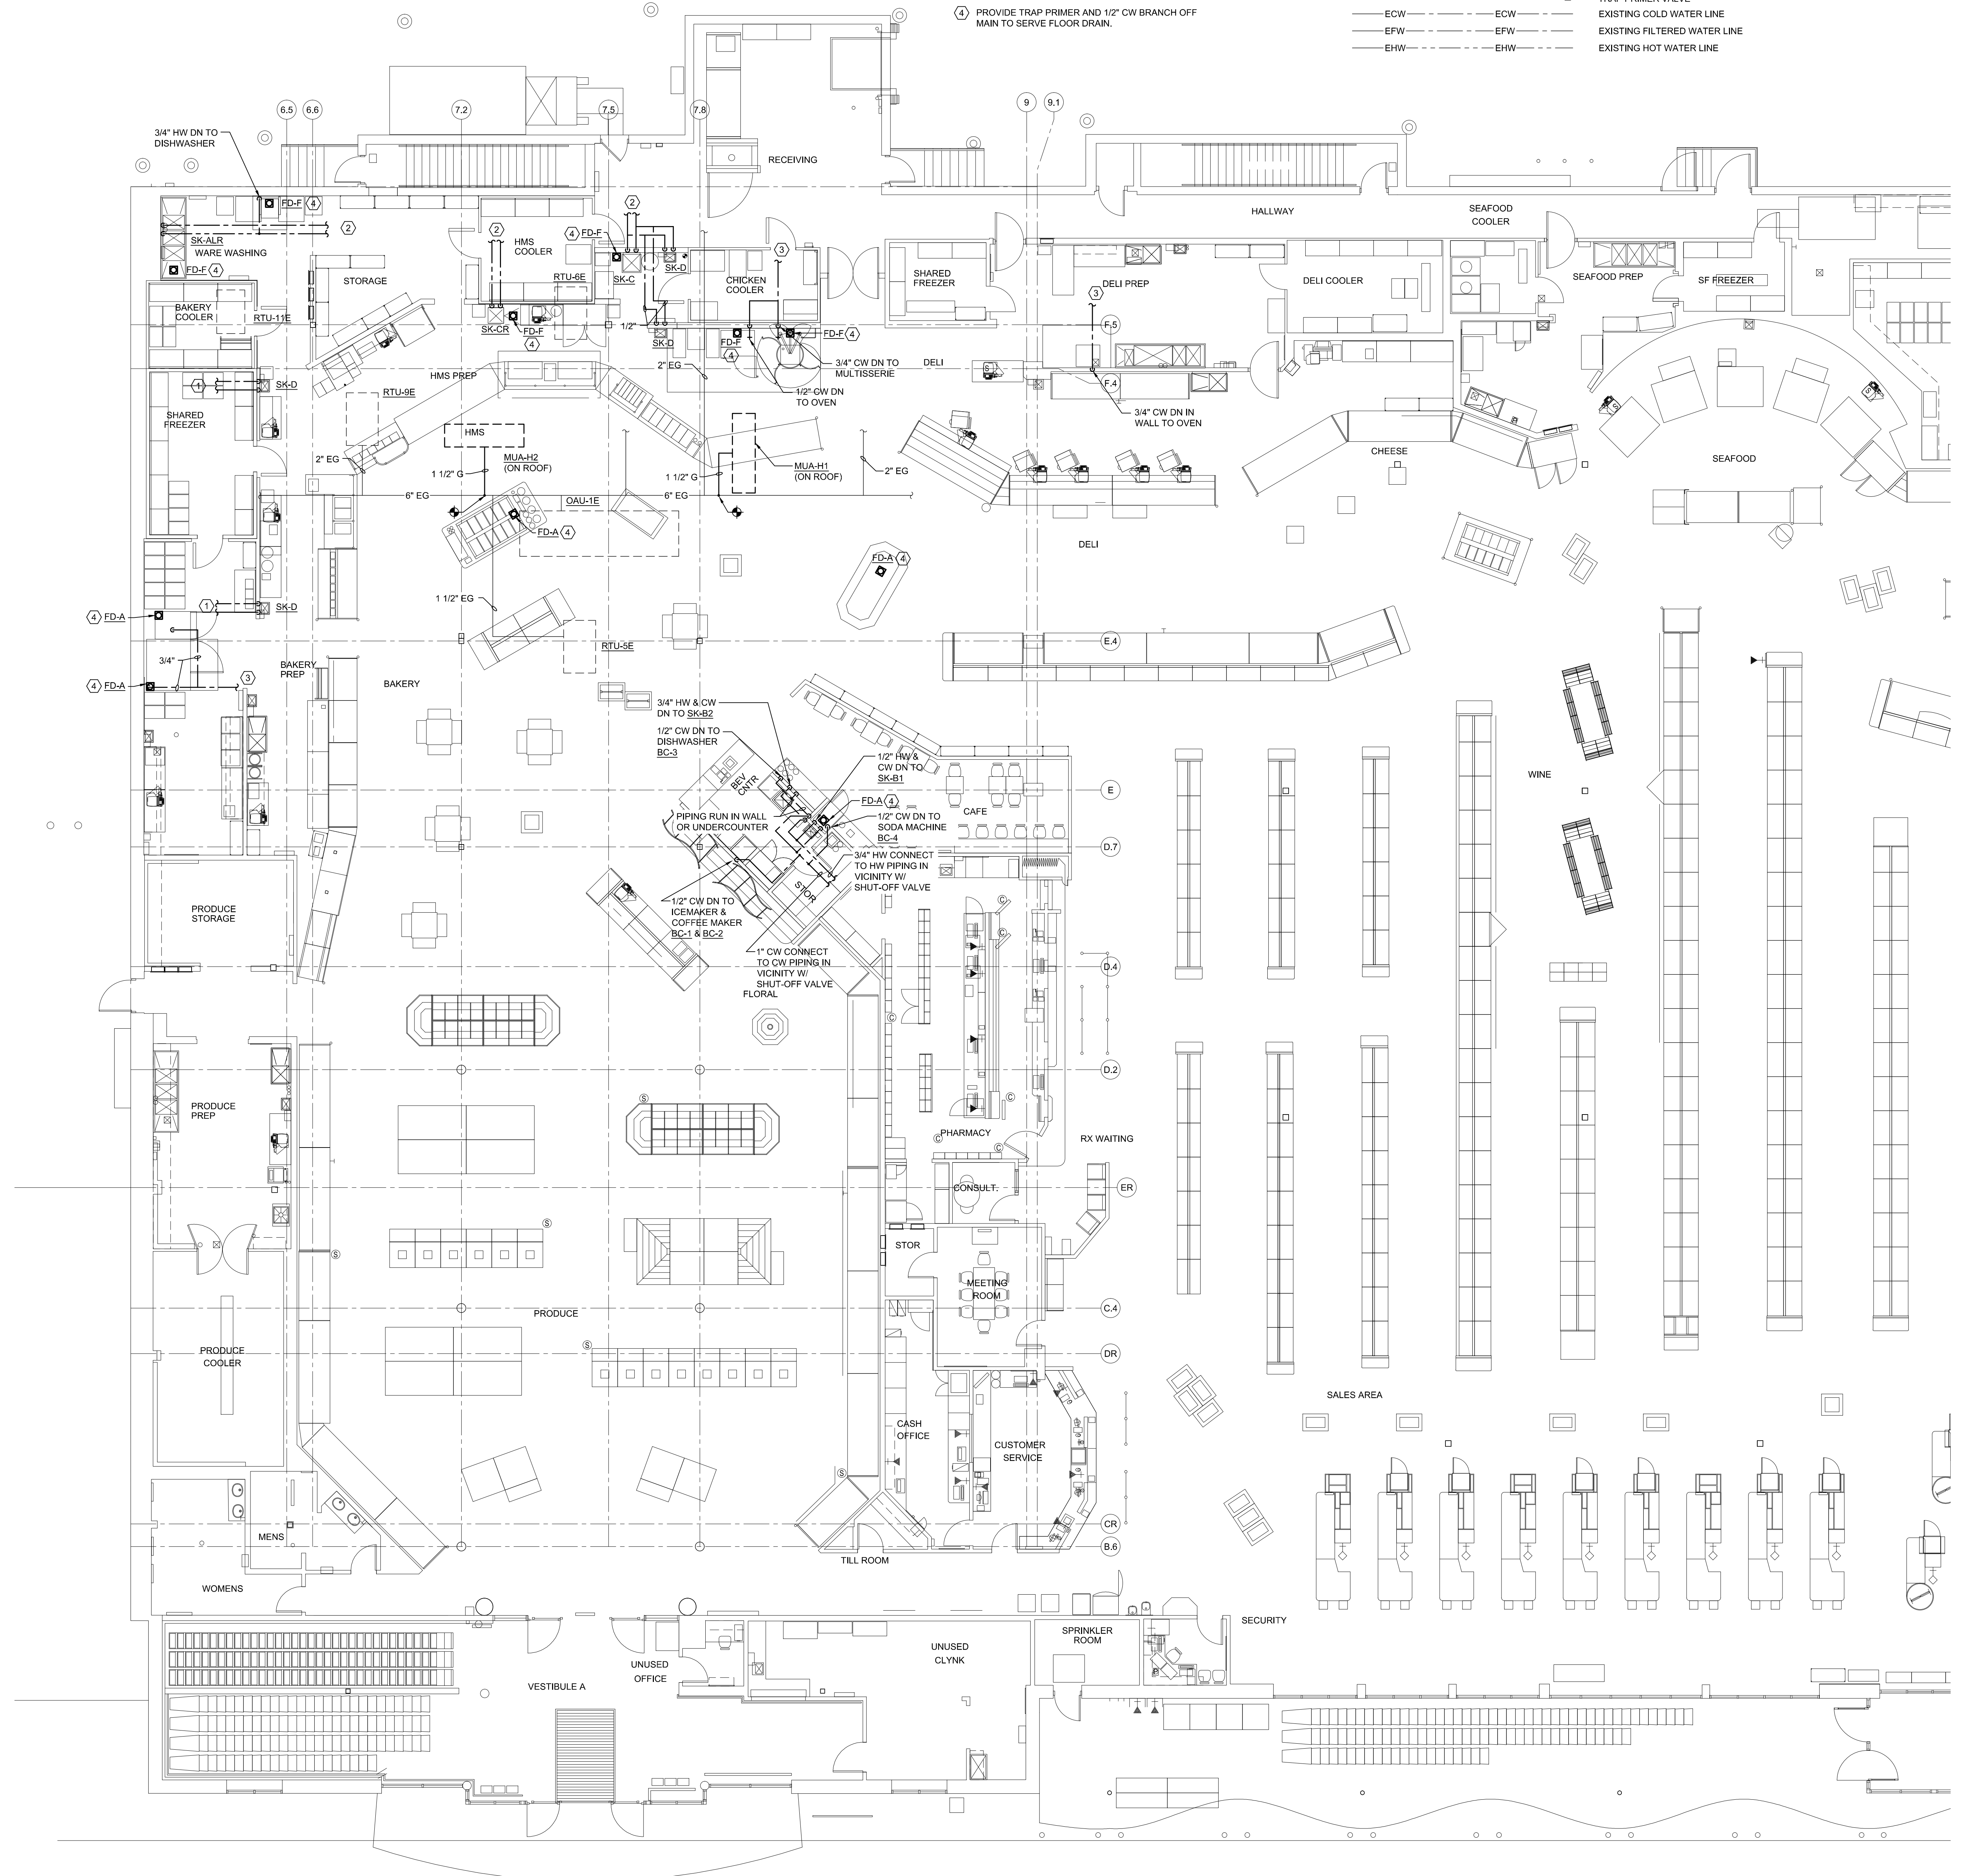 4 PROVIDE TRAP PRIMER AND 1/2" CW BRANCH OFF
MAIN TO SERVE FLOOR DRAIN.
TRAP PRIMER VALVE
ECW ECW EXISTING COLD WATER LINE
EFW EFW EXISTING FILTERED WATER LINE
EHW EHW EXISTING HOT WATER LINE
6.5 6.6 7.2 7.5 7.8 9 9.1
3/4" HW DN TO
DISHWASHER
RECEIVING
FD-F 4
2
2
2
SK-ALR
WARE WASHING
FD-F 4
HMS
COOLER
4 FD-F
SK-C
SK-D
3
CHICKEN
COOLER
HALLWAY
SEAFOOD
COOLER
STORAGE
RTU-6E
SHARED
FREEZER
DELI PREP
DELI COOLER
SEAFOOD PREP
SF FREEZER
BAKERY
COOLER
RTU-11E
SK-CR
FD-F
4
1/2"
SK-D
FD-F
4
FD-F 4
3
F.5
3/4" CW DN TO
MULTISSERIE
DELI
2" EG
HMS PREP
1/2" CW DN
TO OVEN
F.4
1
SK-D
RTU-9E
SHARED
FREEZER
3/4" CW DN IN
WALL TO OVEN
HMS
2" EG
1 1/2" G
MUA-H2
(ON ROOF)
1 1/2" G
MUA-H1
(ON ROOF)
2" EG
CHEESE
SEAFOOD
S
S
S
6" EG
OAU-1E
6" EG
FD-A 4
DELI
FD-A 4
1 1/2" EG
1
SK-D
4 FD-A
E.4
RTU-5E
3/4"
BAKERY
PREP
3
4 FD-A
BAKERY
3/4" HW & CW
DN TO SK-B2
1/2" CW DN TO
DISHWASHER
BC-3
1/2" HW &
CW DN TO
SK-B1
BEV
CNTR
WINE
E
FD-A 4
CAFE
PIPING RUN IN WALL
OR UNDERCOUNTER
1/2" CW DN TO
SODA MACHINE
BC-4
D.7
3/4" HW CONNECT
TO HW PIPING IN
VICINITY W/
SHUT-OFF VALVE
STOR
1/2" CW DN TO
ICEMAKER &
COFFEE MAKER
BC-1 & BC-2
PRODUCE
STORAGE
C
C
1" CW CONNECT
TO CW PIPING IN
VICINITY W/
SHUT-OFF VALVE
D.4
FLORAL
C
D.2
PRODUCE
PREP
S
C
PHARMACY
C
C
RX WAITING
CONSULT.
ER
S
S
STOR
MEETING
ROOM
PRODUCE
C.4
S
PRODUCE
COOLER
DR
SALES AREA
CASH
OFFICE
CUSTOMER
SERVICE
S
CR
MENS
B.6
TILL ROOM
WOMENS
SECURITY
SPRINKLER
ROOM
UNUSED
OFFICE
UNUSED
CLYNK
VESTIBULE A